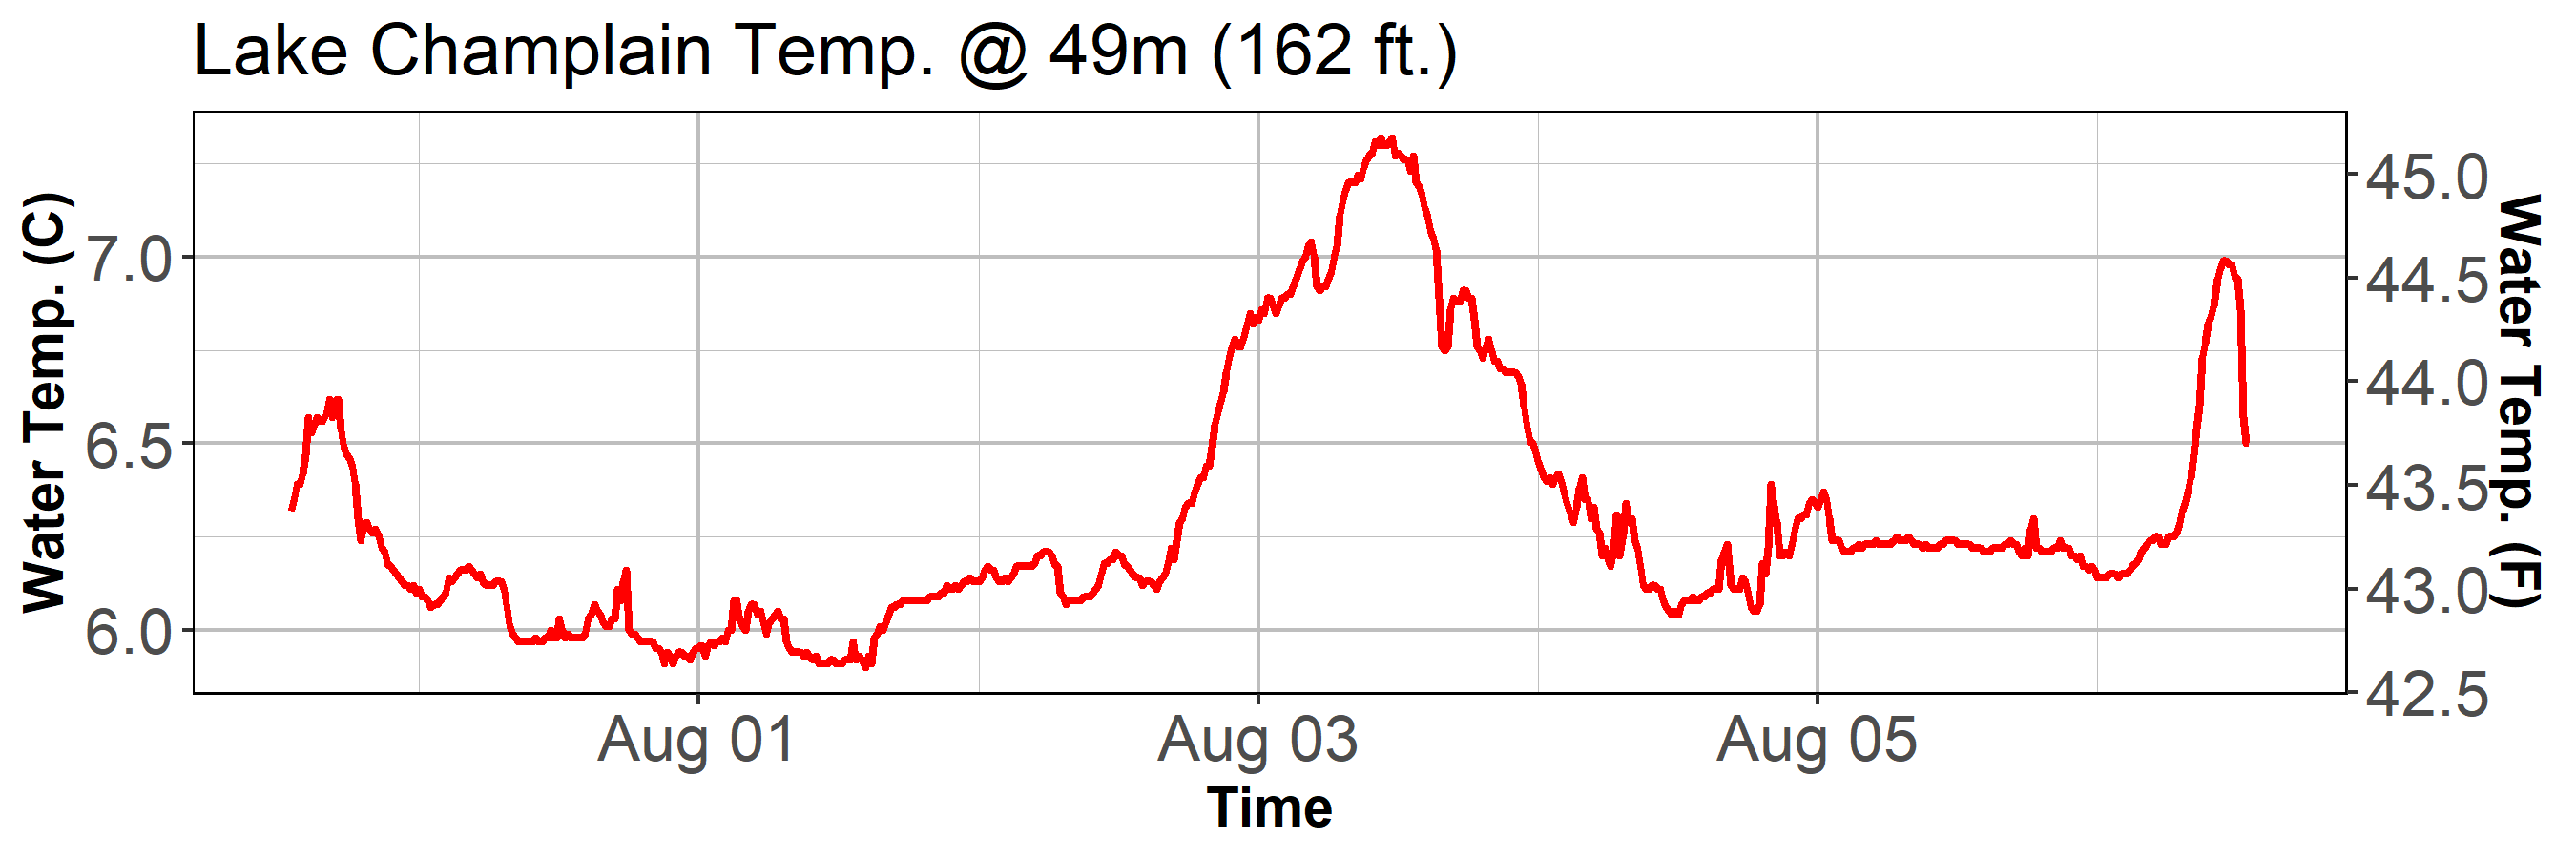 Lake Champlain Temp. @ 49m (162 ft.)
Water Temp. (C)
7.0
6.5
6.0
45.0
44.5
44.0
43.5
43.0
42.5
Water Temp. (F)
Aug 01
Aug 03
Aug 05
Time